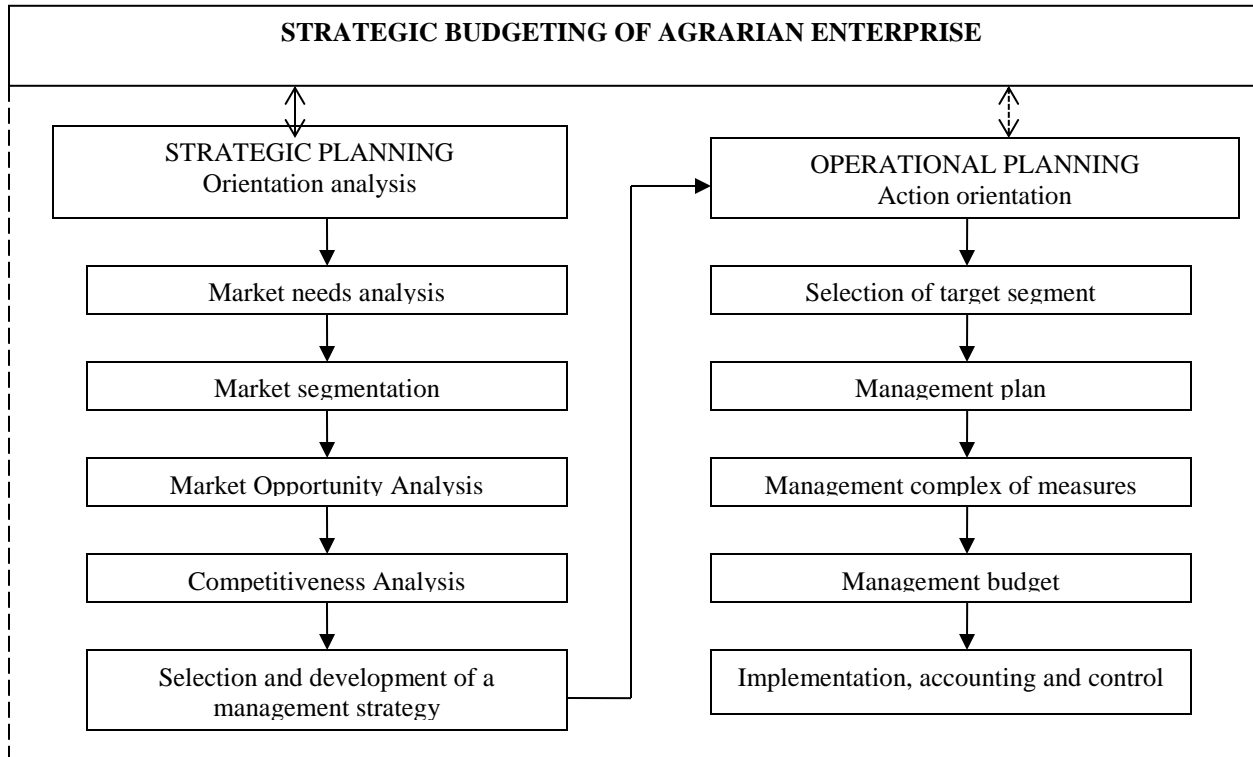 STRATEGIC BUDGETING OF AGRARIAN ENTERPRISE
STRATEGIC PLANNING
Orientation analysis
Market needs analysis
Market segmentation
Market Opportunity Analysis
Competitiveness Analysis
Selection and development of a
management strategy
OPERATIONAL PLANNING
Action orientation
Selection of target segment
Management plan
Management complex of measures
Management budget
Implementation, accounting and control